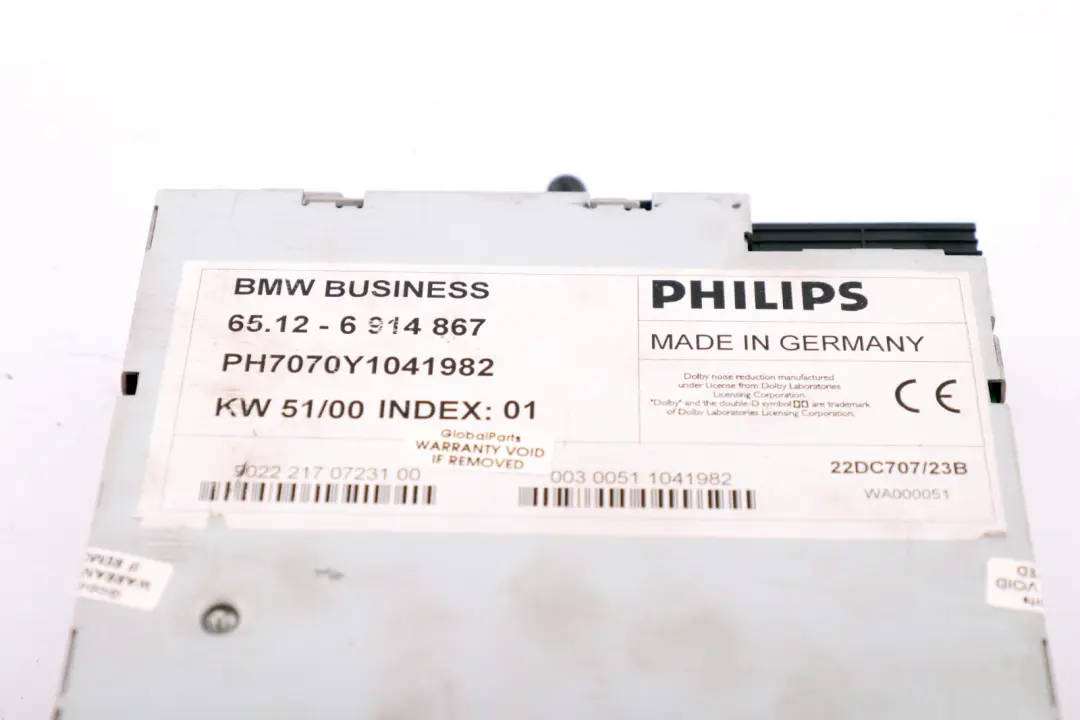 BMW BUSINESS
65.12 - 6 914 867
PH7070Y1041982
KW 51/00 INDEX: 01
PHILIPS
MADE IN GERMANY
Dolby noise reduction manufactured
under License from Dolby Laboratories
Licensing Corporation.
"Dolby" and the double-D symbol are trademark
of Dolby Laboratories Licensing Corporation.
CE
GlobalParts
WARRANTY VOID
IF REMOVED
9022 217 07231 00
003 0051 1041982
22DC707/23B
WA000051
VOID